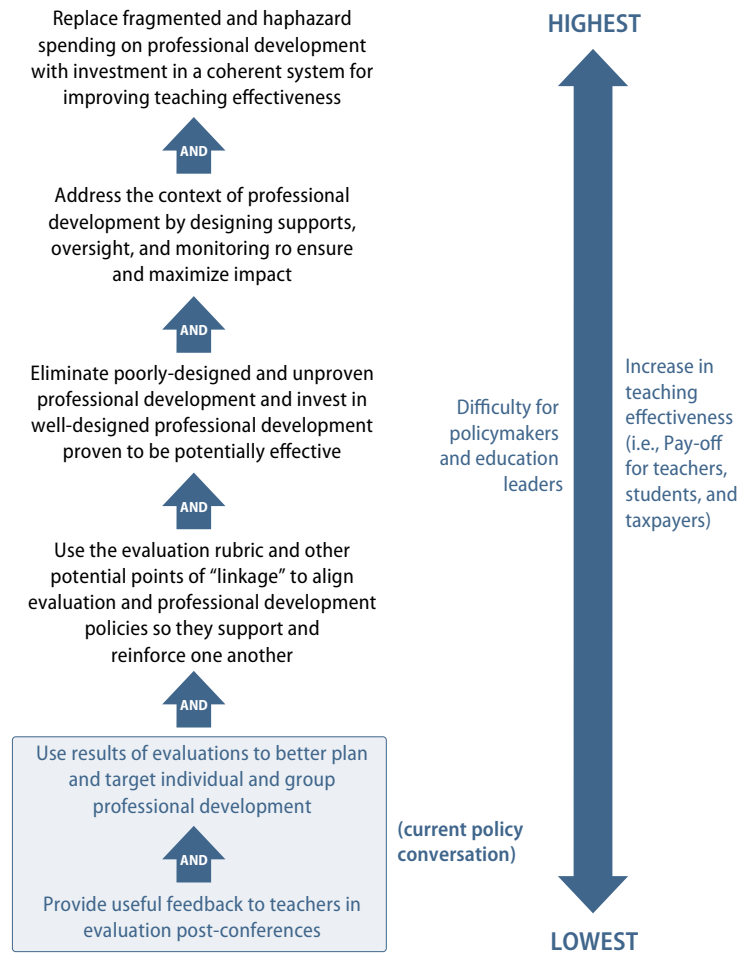 Replace fragmented and haphazard
spending on professional development
with investment in a coherent system for
improving teaching effectiveness
AND
Address the context of professional
development by designing supports,
oversight, and monitoring ro ensure
and maximize impact
AND
Eliminate poorly-designed and unproven
professional development and invest in
well-designed professional development
proven to be potentially effective
AND
Use the evaluation rubric and other
potential points of “linkage” to align
evaluation and professional development
policies so they support and
reinforce one another
AND
Use results of evaluations to better plan
and target individual and group
professional development
AND
Provide useful feedback to teachers in
evaluation post-conferences
(current policy
conversation)
HIGHEST
Difficulty for
policymakers
and education
leaders
Increase in
teaching
effectiveness
(i.e., Pay-off
for teachers,
students, and
taxpayers)
LOWEST